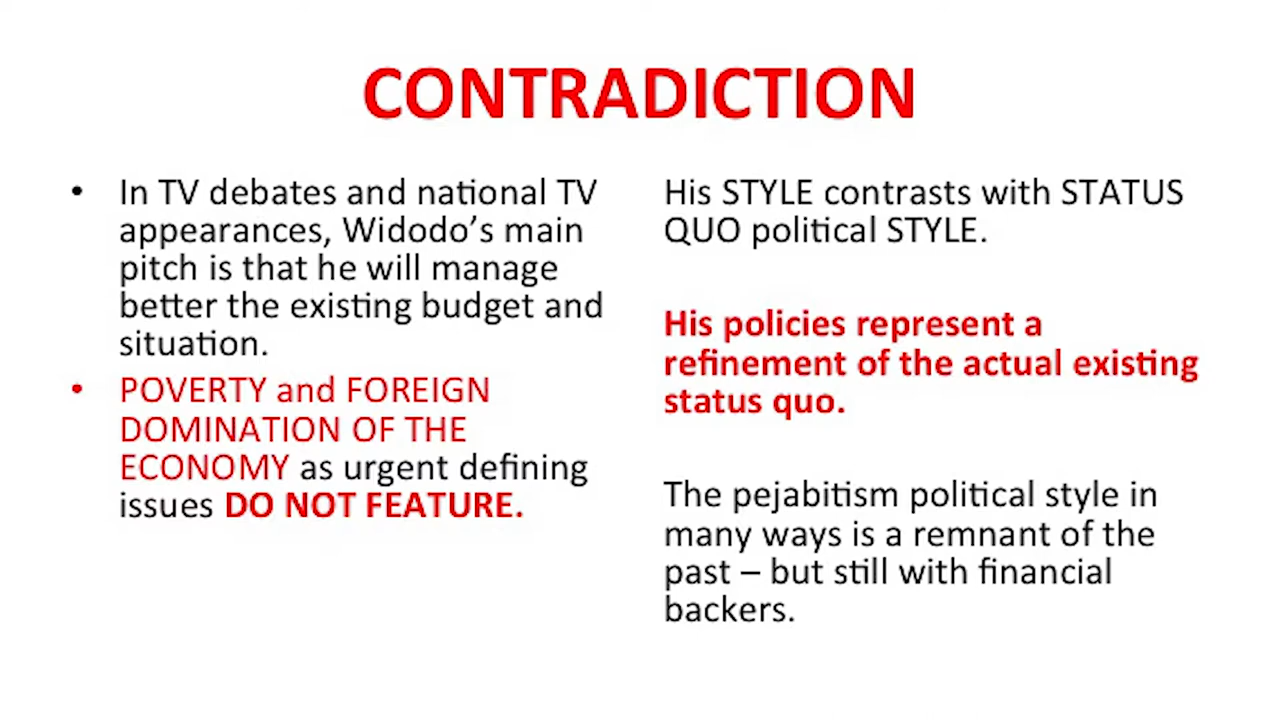 CONTRADICTION
• In TV debates and national TV
appearances, Widodo’s main
pitch is that he will manage
better the existing budget and
situation.
• POVERTY and FOREIGN
DOMINATION OF THE
ECONOMY as urgent defining
issues DO NOT FEATURE.
His STYLE contrasts with STATUS
QUO political STYLE.
His policies represent a
refinement of the actual existing
status quo.
The pejabitism political style in
many ways is a remnant of the
past – but still with financial
backers.